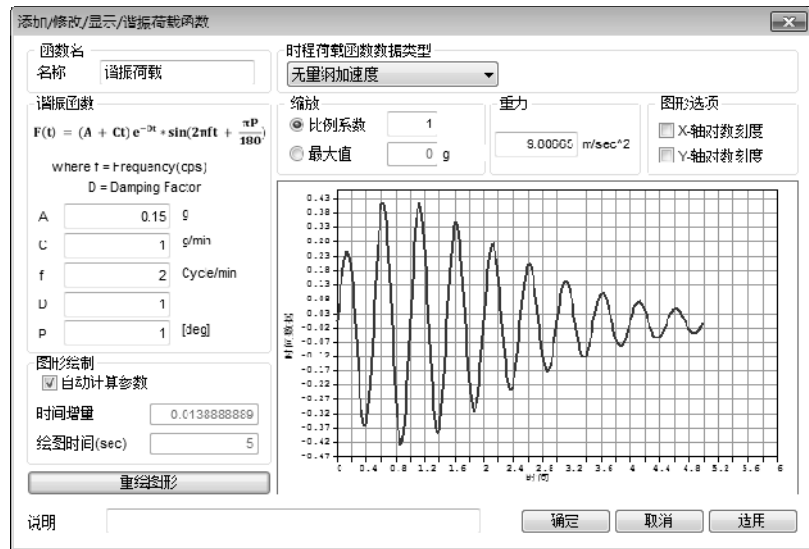 添加/修改/显示/谐振荷载函数
函数名
名称 谐振荷载
时程荷载函数数据类型
无量纲加速度
谐振函数
F(t) = (A + Ct) e^-Dt * sin(2πft + πP/180)
where f = Frequency(cps)
D = Damping Factor
A 0.15 g
C 1 g/min
f 2 Cycle/min
D 1
P 1 [deg]
缩放
比例系数 1
最大值 0 g
重力
9.80665 m/sec^2
图形选项
X-轴对数刻度
Y-轴对数刻度
图形绘制
自动计算参数
时间增量 0.0138888889
绘图时间(sec) 5
重绘图形
时间数据
0.43
0.38
0.33
0.28
0.23
0.18
0.13
0.08
0.03
-0.02
-0.07
-0.12
-0.17
-0.22
-0.27
-0.32
-0.37
-0.42
-0.47
0 0.4 0.8 1.2 1.6 2 2.4 2.8 3.2 3.6 4 4.4 4.8 5.2 5.6 6
时间
说明
确定 取消 适用